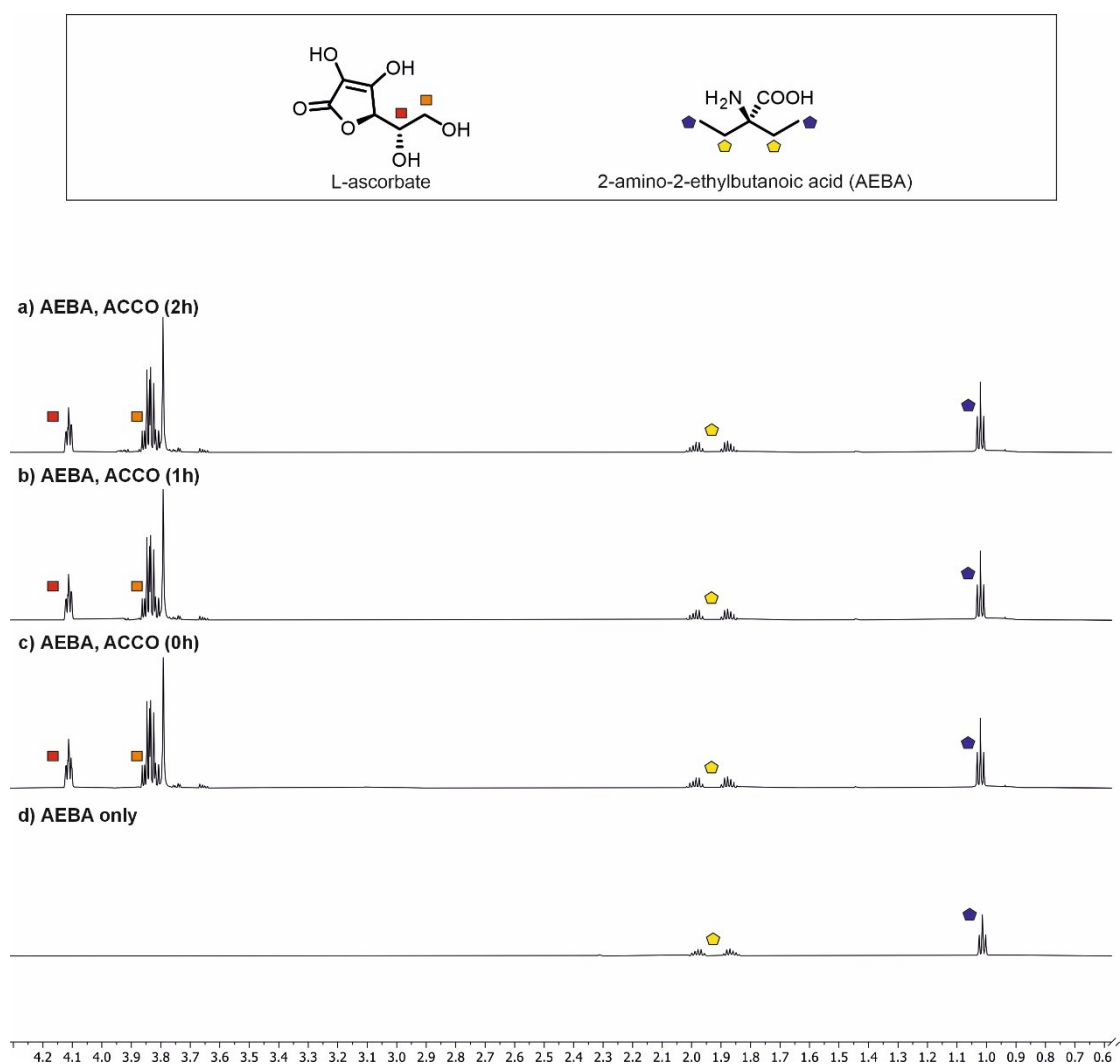 HO
OH
O
O
OH
OH
L-ascorbate
H2N
COOH
2-amino-2-ethylbutanoic acid (AEBA)
a) AEBA, ACCO (2h)
b) AEBA, ACCO (1h)
c) AEBA, ACCO (0h)
d) AEBA only
4.2 4.1 4.0 3.9 3.8 3.7 3.6 3.5 3.4 3.3 3.2 3.1 3.0 2.9 2.8 2.7 2.6 2.5 2.4 2.3 2.2 2.1 2.0 1.9 1.8 1.7 1.6 1.5 1.4 1.3 1.2 1.1 1.0 0.9 0.8 0.7